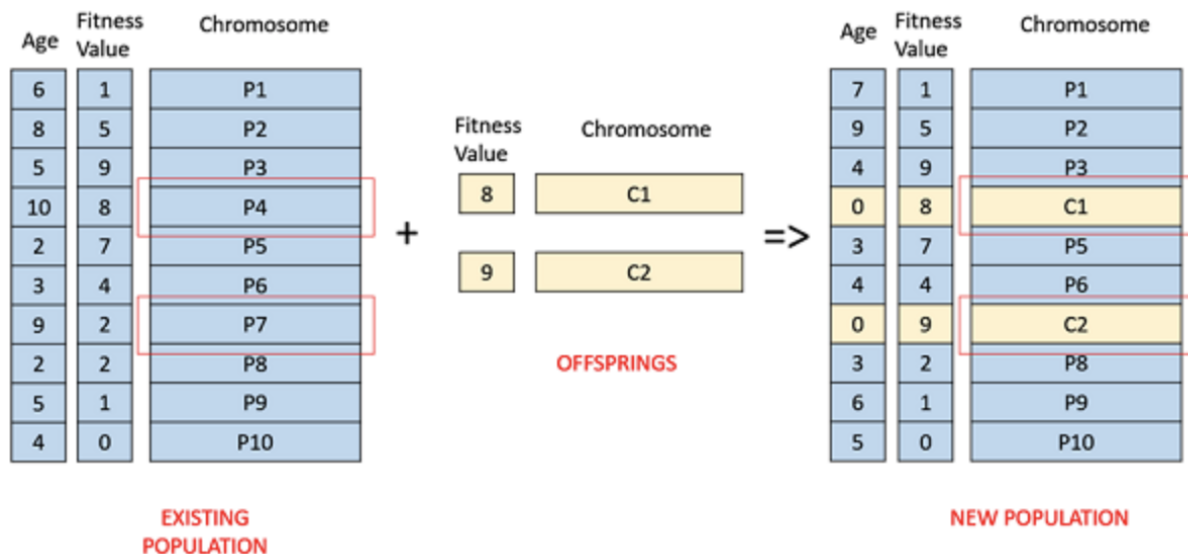 Age Fitness Value Chromosome
6 1 P1
8 5 P2
5 9 P3
10 8 P4
2 7 P5
3 4 P6
9 2 P7
2 2 P8
5 1 P9
4 0 P10
EXISTING
POPULATION
+
Fitness Value Chromosome
8 C1
9 C2
OFFSPRINGS
=>
Age Fitness Value Chromosome
7 1 P1
9 5 P2
4 9 P3
0 8 C1
3 7 P5
4 4 P6
0 9 C2
3 2 P8
6 1 P9
5 0 P10
NEW POPULATION